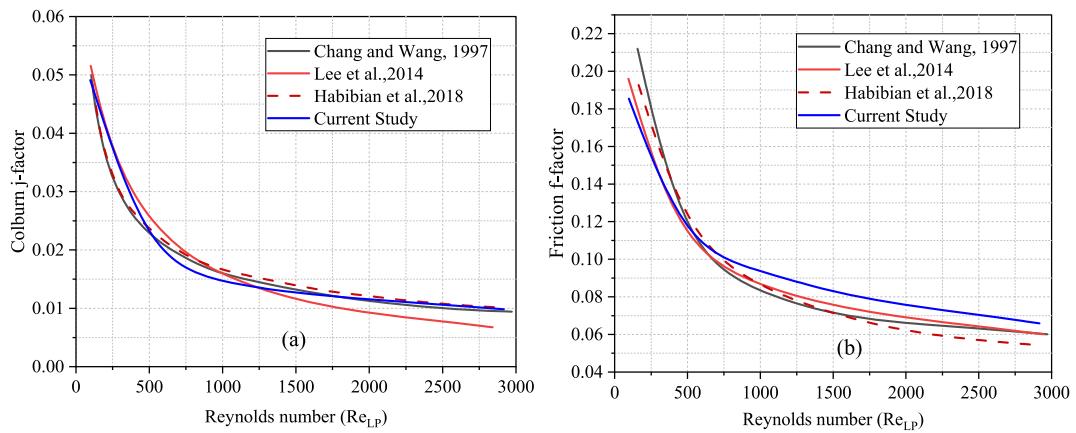 0.06
0.05
0.04
0.03
0.02
0.01
0.00
Colburn j-factor
Chang and Wang, 1997
Lee et al.,2014
Habibian et al.,2018
Current Study
(a)
0
500
1000
1500
2000
2500
3000
Reynolds number (Re_LP)
0.22
0.20
0.18
0.16
0.14
0.12
0.10
0.08
0.06
0.04
Friction f-factor
Chang and Wang, 1997
Lee et al.,2014
Habibian et al.,2018
Current Study
(b)
0
500
1000
1500
2000
2500
3000
Reynolds number (Re_LP)